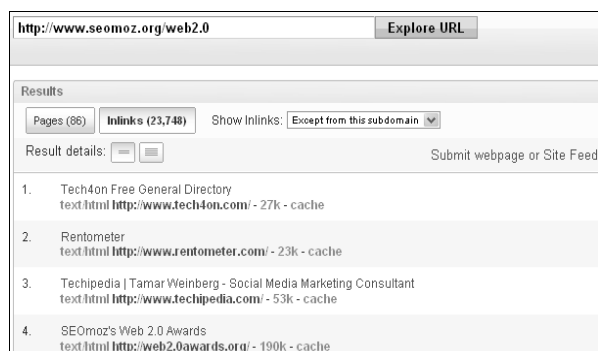 http://www.seomoz.org/web2.0 Explore URL
Results
Pages (86) Inlinks (23,748) Show Inlinks: Except from this subdomain
Result details: Submit webpage or Site Feed
1. Tech4on Free General Directory
text/html http://www.tech4on.com/ - 27k - cache
2. Rentometer
text/html http://www.rentometer.com/ - 23k - cache
3. Techipedia | Tamar Weinberg - Social Media Marketing Consultant
text/html http://www.techipedia.com/ - 53k - cache
4. SEOmoz's Web 2.0 Awards
text/html http://web2.0awards.org/ - 190k - cache